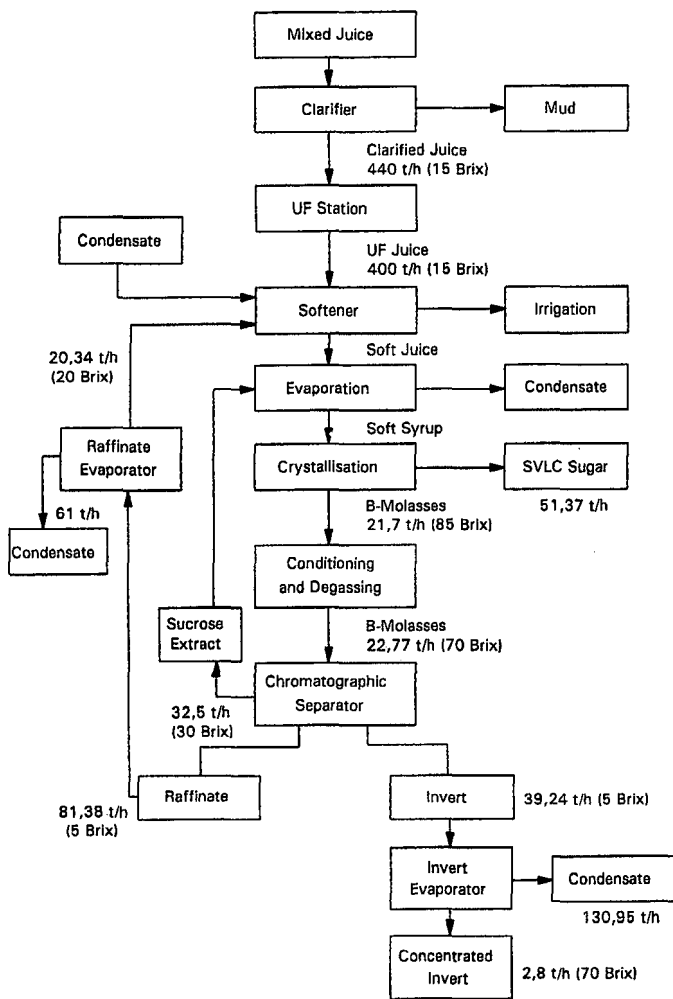 Mixed Juice
Clarifier
Mud
Clarified Juice
440 t/h (15 Brix)
UF Station
Condensate
UF Juice
400 t/h (15 Brix)
Softener
Irrigation
20,34 t/h
(20 Brix)
Soft Juice
Evaporation
Condensate
Soft Syrup
Raffinate
Evaporator
Crystallisation
SVLC Sugar
51,37 t/h
61 t/h
Condensate
B-Molasses
21,7 t/h (85 Brix)
Conditioning
and Degassing
Sucrose
Extract
B-Molasses
22,77 t/h (70 Brix)
Chromatographic
Separator
32,5 t/h
(30 Brix)
81,38 t/h
(5 Brix)
Raffinate
Invert
39,24 t/h (5 Brix)
Invert
Evaporator
Condensate
130,95 t/h
Concentrated
Invert
2,8 t/h (70 Brix)